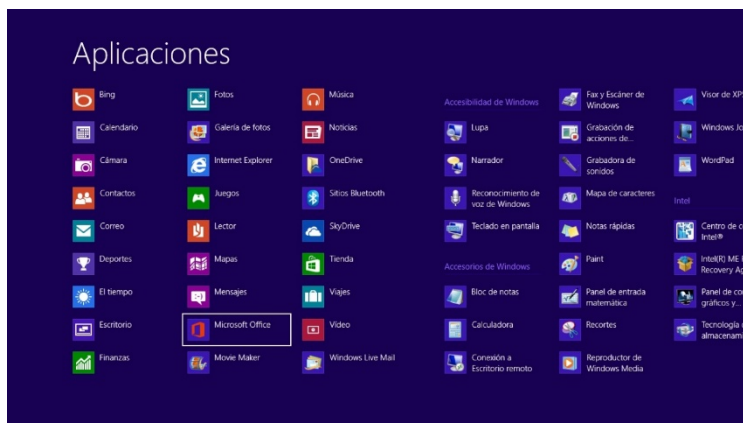 Aplicaciones
Bing
Calendario
Cámara
Contactos
Correo
Deportes
El tiempo
Escritorio
Finanzas
Fotos
Galería de fotos
Internet Explorer
Juegos
Lector
Mapas
Mensajes
Microsoft Office
Movie Maker
Música
Noticias
OneDrive
Sitios Bluetooth
SkyDrive
Tienda
Viajes
Vídeo
Windows Live Mail
Accesibilidad de Windows
Lupa
Narrador
Reconocimiento de
voz de Windows
Teclado en pantalla
Accesorios de Windows
Bloc de notas
Calculadora
Conexión a
Escritorio remoto
Fax y Escáner de
Windows
Grabación de
acciones de...
Grabadora de
sonidos
Mapa de caracteres
Notas rápidas
Paint
Panel de entrada
matemática
Recortes
Reproductor de
Windows Media
Visor de XP
Windows Jo
WordPad
Intel
Centro de c
Intel®
Intel(R) ME
Recovery Ag
Panel de co
gráficos y...
Tecnología
almacenam